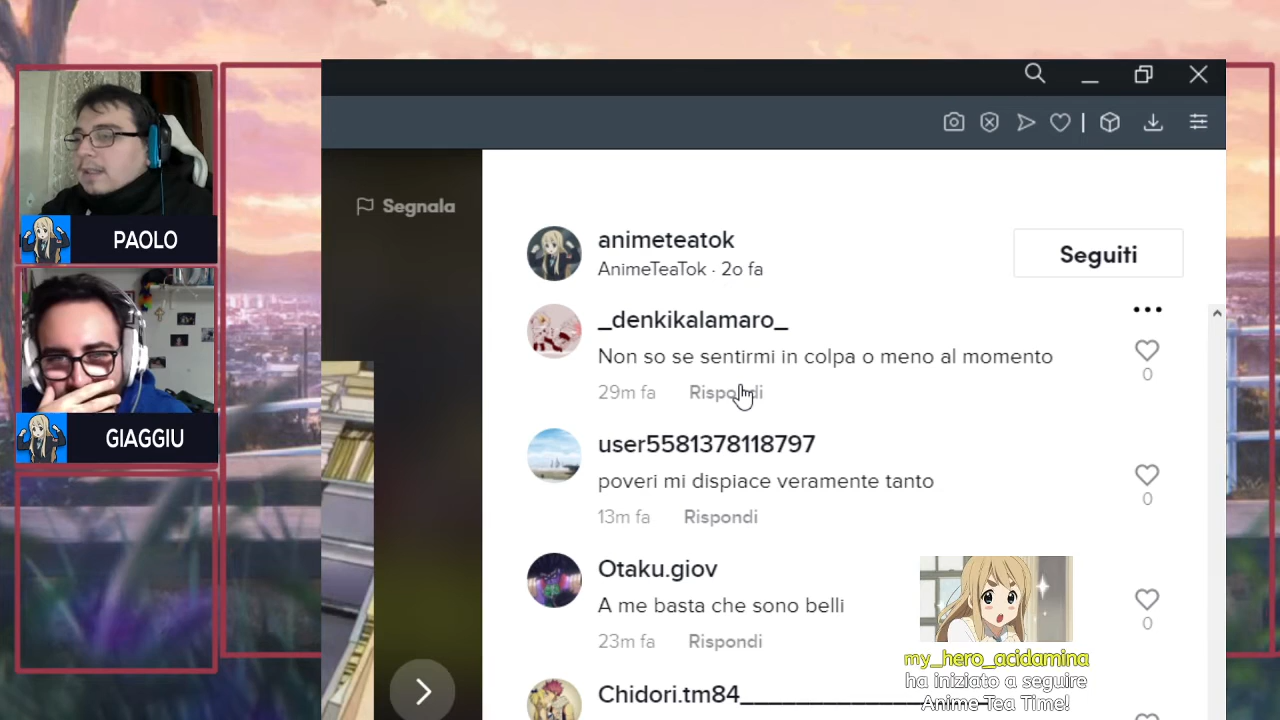 PAOLO
GIAGGIU
Segnala
animeteatok
AnimeTeaTok · 2o fa
Seguiti
_denkikalamaro_
Non so se sentirmi in colpa o meno al momento
0
29m fa Rispondi
user5581378118797
poveri mi dispiace veramente tanto
0
13m fa Rispondi
Otaku.giov
A me basta che sono belli
0
23m fa Rispondi
Chidori.tm84___________________
my_hero_acidamina
ha iniziato a seguire
Anime Tea Time!